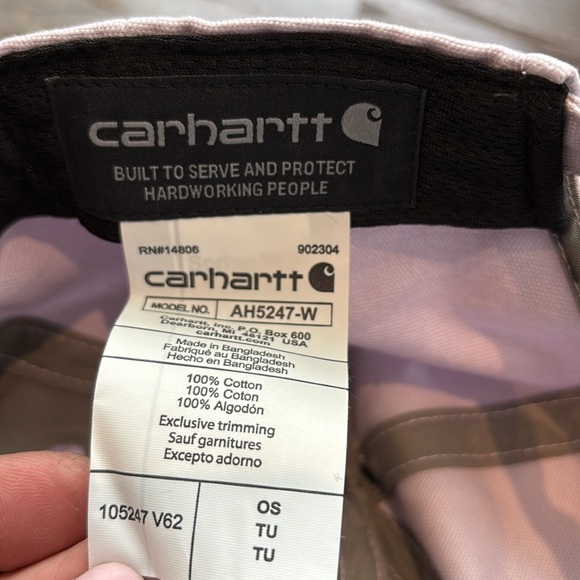 carhartt
BUILT TO SERVE AND PROTECT
HARDWORKING PEOPLE
RN#14806 902304
carhartt
MODEL NO. AH5247-W
Carhartt, Inc. P.O. Box 600
Dearborn, MI 48121 USA
carhartt.com
Made in Bangladesh
Fabriqué au Bangladesh
Hecho en Bangladesh
100% Cotton
100% Coton
100% Algodón
Exclusive trimming
Sauf garnitures
Excepto adorno
105247 V62
OS
TU
TU